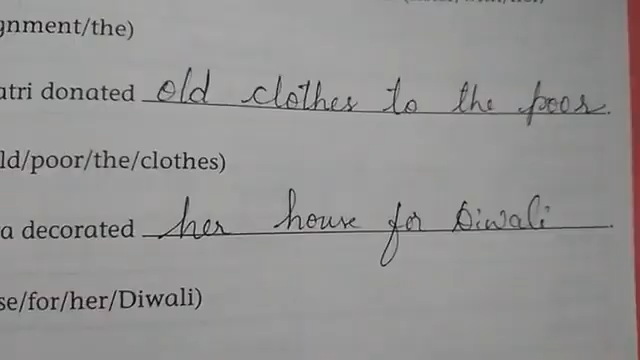 gnment/the)
atri donated old clothes to the poor.
ld/poor/the/clothes)
a decorated her house for Diwali.
se/for/her/Diwali)